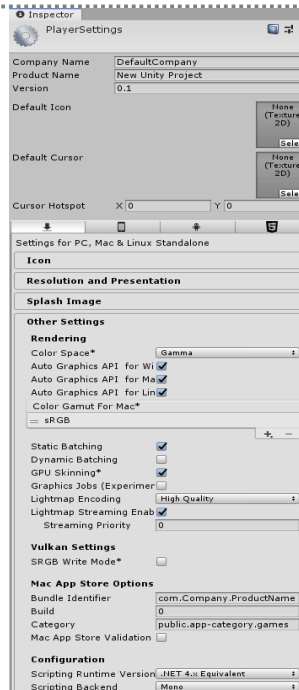 Inspector
PlayerSettings
Company Name DefaultCompany
Product Name New Unity Project
Version 0.1
Default Icon None
(Texture
2D)
Sele
Default Cursor None
(Texture
2D)
Sele
Cursor Hotspot X 0 Y 0
Settings for PC, Mac & Linux Standalone
Icon
Resolution and Presentation
Splash Image
Other Settings
Rendering
Color Space* Gamma
Auto Graphics API for Wi
Auto Graphics API for Ma
Auto Graphics API for Lin
Color Gamut For Mac*
= sRGB
Static Batching
Dynamic Batching
GPU Skinning*
Graphics Jobs (Experimer
Lightmap Encoding High Quality
Lightmap Streaming Enab
Streaming Priority 0
Vulkan Settings
SRGB Write Mode*
Mac App Store Options
Bundle Identifier com.Company.ProductName
Build 0
Category public.app-category.games
Mac App Store Validation
Configuration
Scripting Runtime Version .NET 4.x Equivalent
Scripting Backend Mono